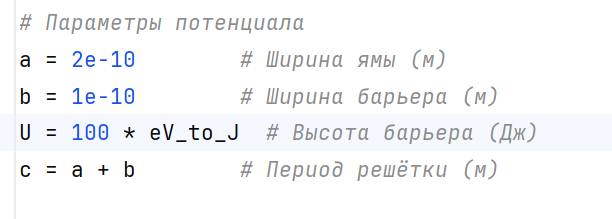 # Параметры потенциала
a = 2e-10        # Ширина ямы (м)
b = 1e-10        # Ширина барьера (м)
U = 100 * eV_to_J  # Высота барьера (Дж)
c = a + b        # Период решётки (м)